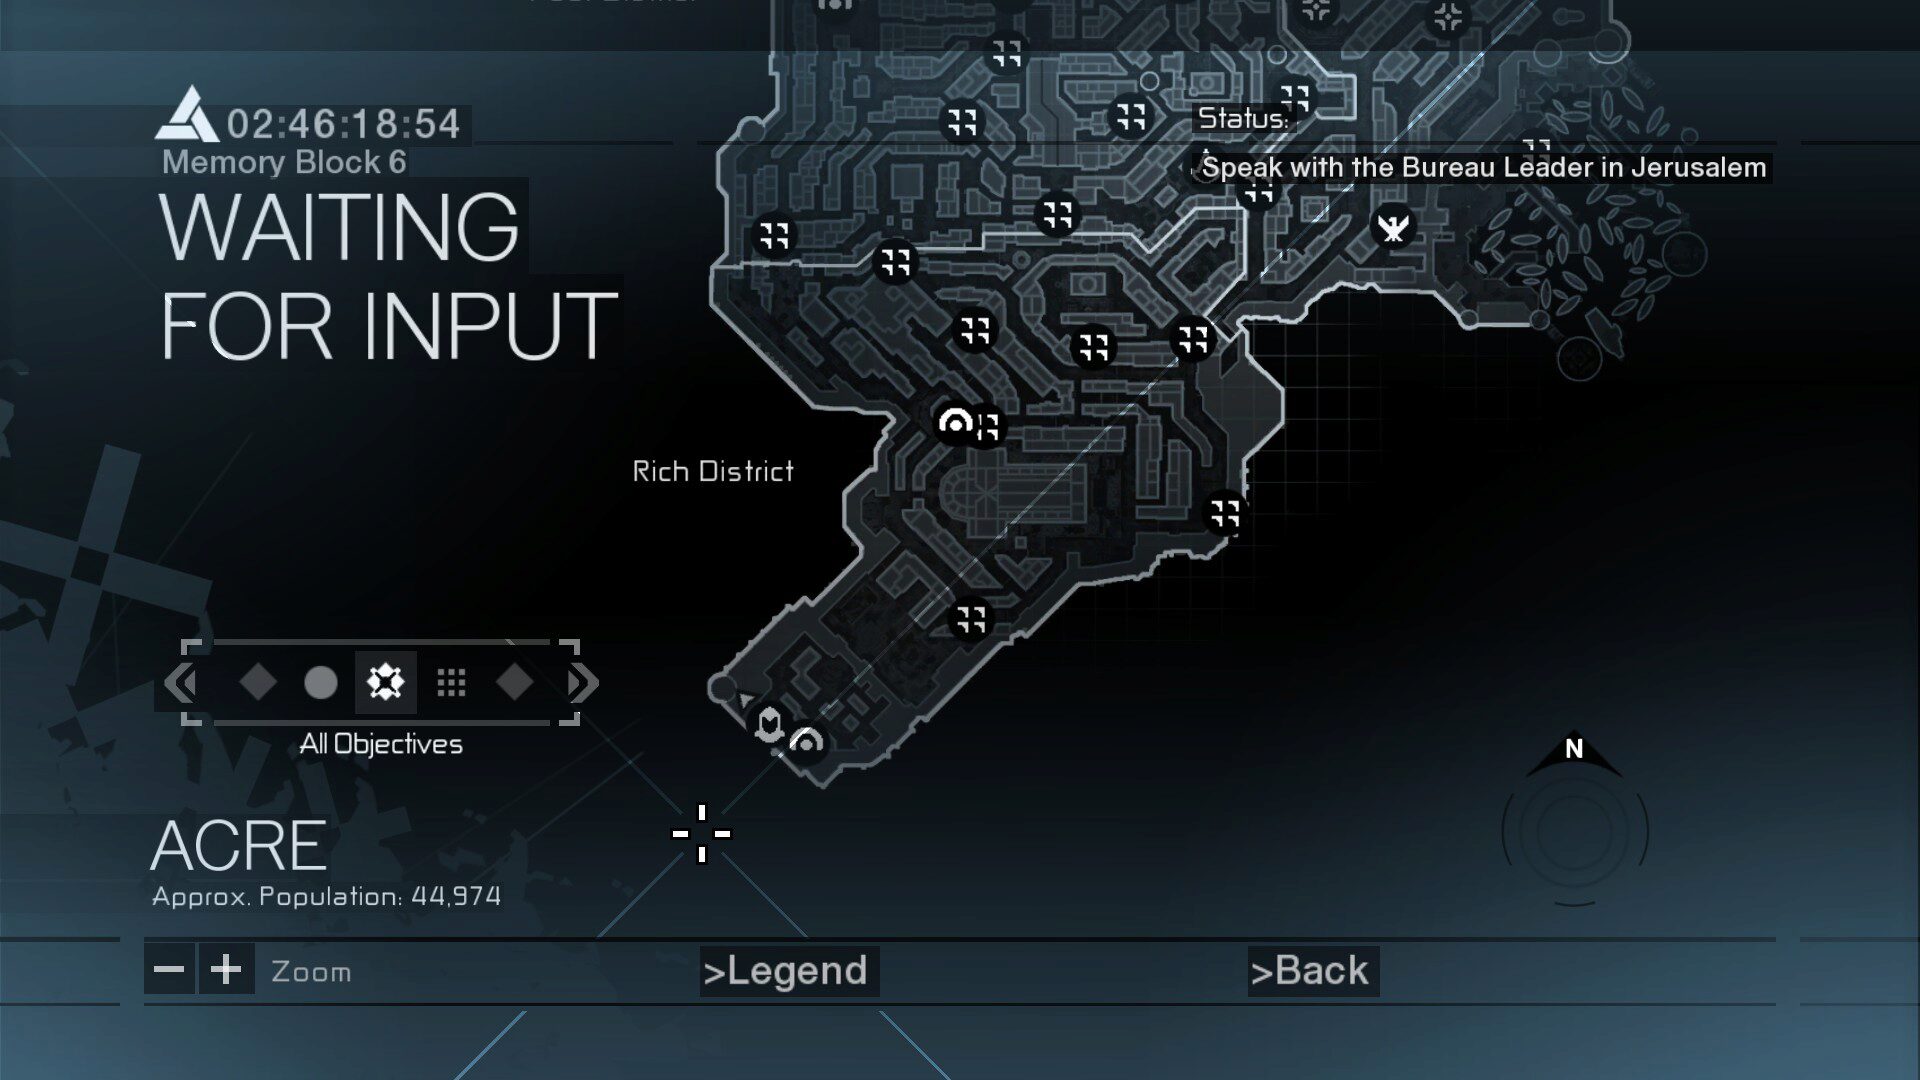 02:46:18:54
Memory Block 6
WAITING
FOR INPUT
Status:
Speak with the Bureau Leader in Jerusalem
Rich District
All Objectives
N
ACRE
Approx. Population: 44,974
Zoom
>Legend
>Back